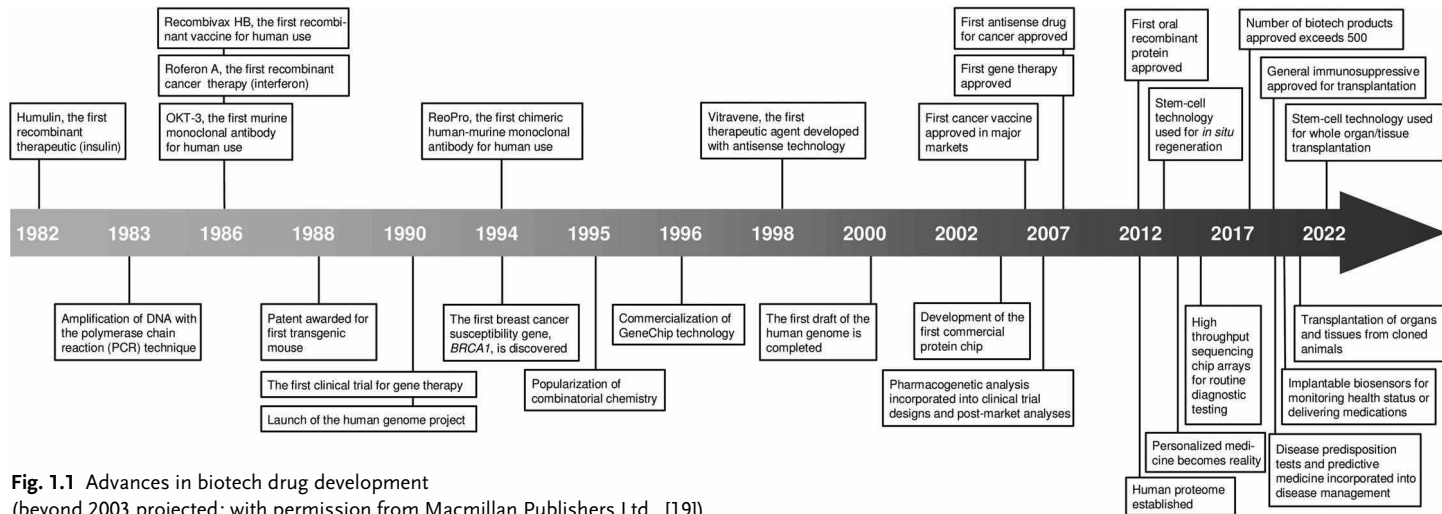 Recombivax HB, the first recombi-
nant vaccine for human use
Roferon A, the first recombinant
cancer therapy (interferon)
Humulin, the first
recombinant
therapeutic (insulin)
OKT-3, the first murine
monoclonal antibody
for human use
ReoPro, the first chimeric
human-murine monoclonal
antibody for human use
Vitravene, the first
therapeutic agent developed
with antisense technology
First antisense drug
for cancer approved
First gene therapy
approved
First cancer vaccine
approved in major
markets
First oral
recombinant
protein
approved
Stem-cell
technology
used for in situ
regeneration
Number of biotech products
approved exceeds 500
General immunosuppressive
approved for transplantation
Stem-cell technology used
for whole organ/tissue
transplantation
1982 1983 1986 1988 1990 1994 1995 1996 1998 2000 2002 2007 2012 2017 2022
Amplification of DNA with
the polymerase chain
reaction (PCR) technique
Patent awarded for
first transgenic
mouse
The first clinical trial for gene therapy
Launch of the human genome project
The first breast cancer
susceptibility gene,
BRCA1, is discovered
Popularization of
combinatorial chemistry
Commercialization of
GeneChip technology
The first draft of the
human genome is
completed
Development of the
first commercial
protein chip
Pharmacogenetic analysis
incorporated into clinical trial
designs and post-market analyses
High
throughput
sequencing
chip arrays
for routine
diagnostic
testing
Personalized medi-
cine becomes reality
Human proteome
established
Transplantation of organs
and tissues from cloned
animals
Implantable biosensors for
monitoring health status or
delivering medications
Disease predisposition
tests and predictive
medicine incorporated into
disease management
Fig. 1.1 Advances in biotech drug development
(beyond 2003 projected; with permission from Macmillan Publishers Ltd. [19])